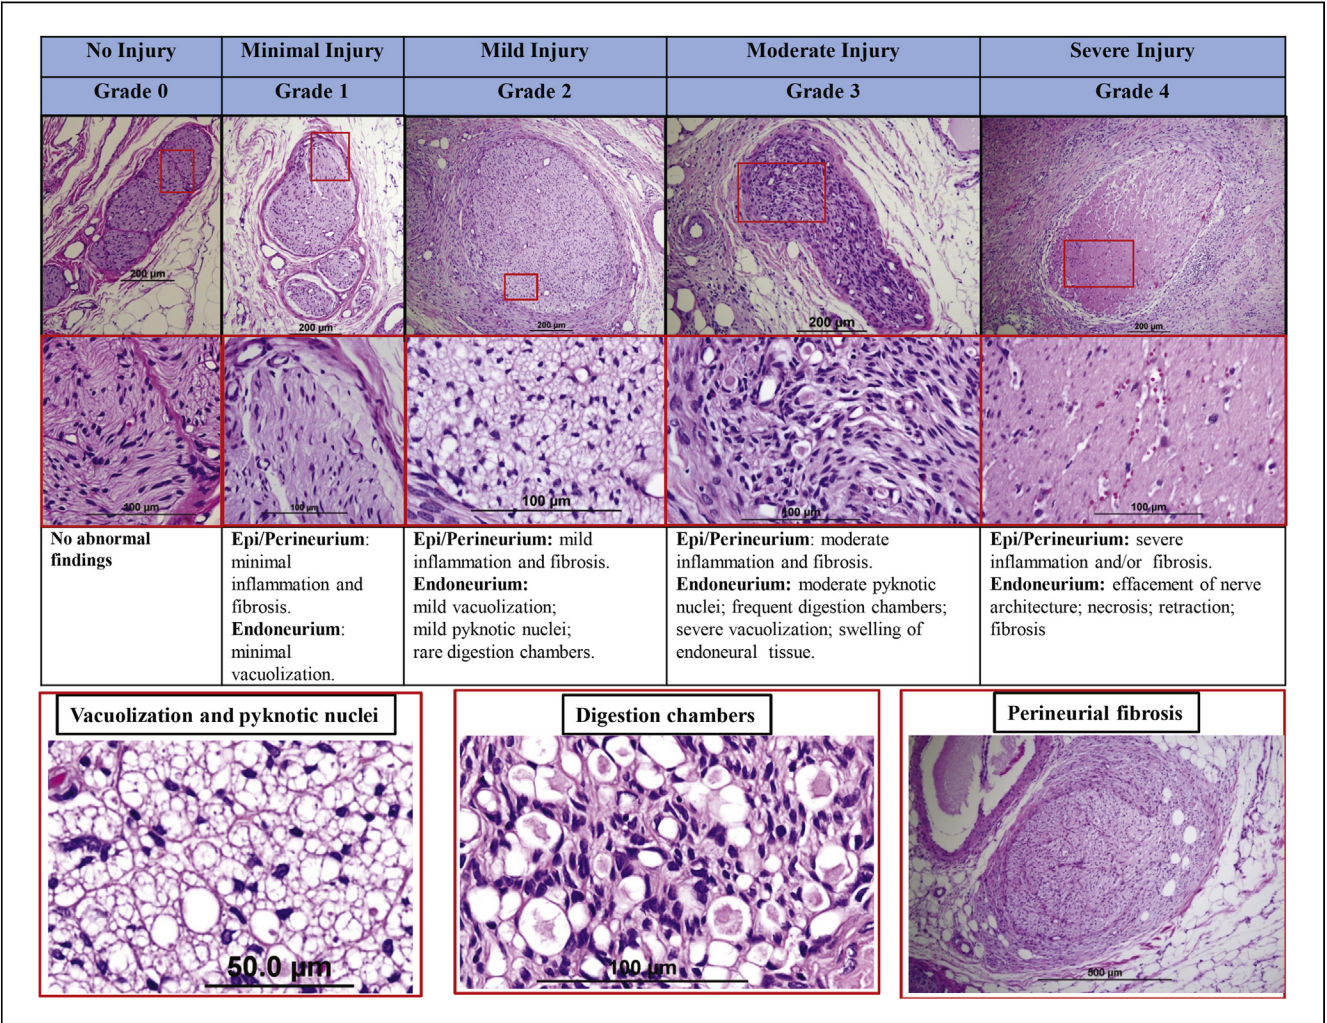 No Injury
Minimal Injury
Mild Injury
Moderate Injury
Severe Injury
Grade 0
Grade 1
Grade 2
Grade 3
Grade 4
200 µm
200 µm
200 µm
200 µm
200 µm
100 µm
100 µm
100 µm
100 µm
100 µm
No abnormal
findings
Epi/Perineurium:
minimal
inflammation and
fibrosis.
Endoneurium:
minimal
vacuolization.
Epi/Perineurium: mild
inflammation and fibrosis.
Endoneurium:
mild vacuolization;
mild pyknotic nuclei;
rare digestion chambers.
Epi/Perineurium: moderate
inflammation and fibrosis.
Endoneurium: moderate pyknotic
nuclei; frequent digestion chambers;
severe vacuolization; swelling of
endoneural tissue.
Epi/Perineurium: severe
inflammation and/or fibrosis.
Endoneurium: effacement of nerve
architecture; necrosis; retraction;
fibrosis
Vacuolization and pyknotic nuclei
50.0 µm
Digestion chambers
100 µm
Perineurial fibrosis
500 µm